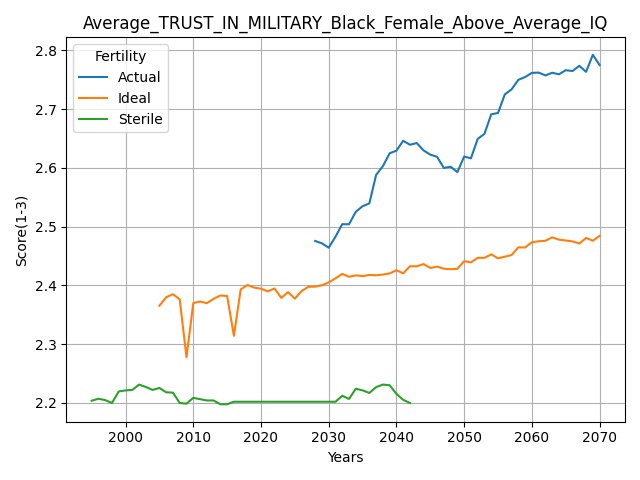 Average_TRUST_IN_MILITARY_Black_Female_Above_Average_IQ
Fertility
Actual
Ideal
Sterile
Score(1-3)
2.8
2.7
2.6
2.5
2.4
2.3
2.2
2000 2010 2020 2030 2040 2050 2060 2070
Years